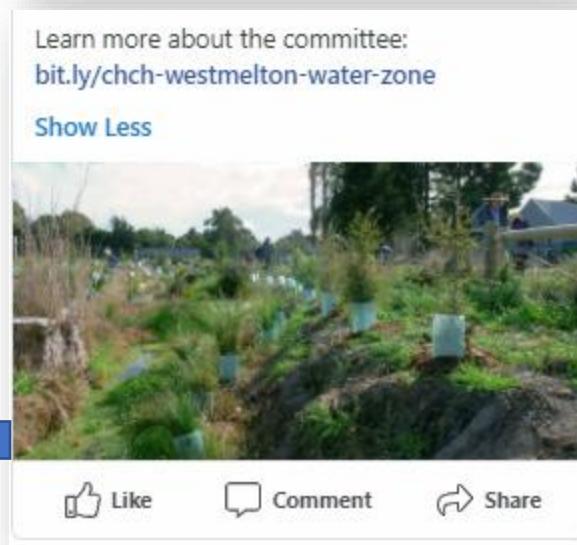 Learn more about the committee:
bit.ly/chch-westmelton-water-zone
Show Less
Like Comment Share